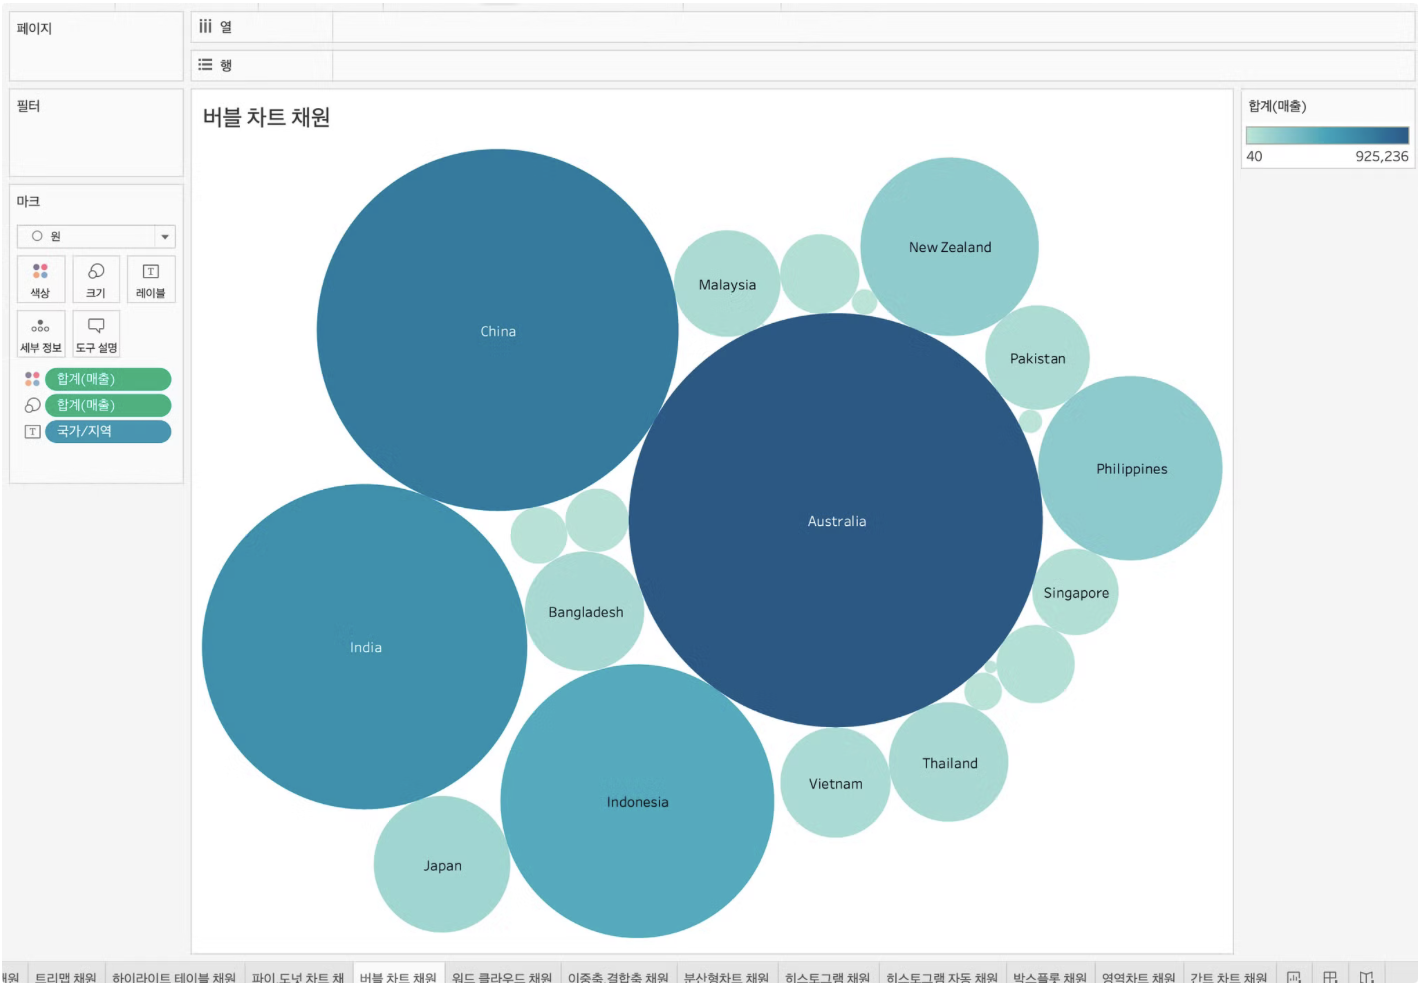 페이지
열
행
필터
버블 차트 채원
합계(매출)
40 925,236
마크
원
색상 크기 레이블
세부 정보 도구 설명
합계(매출)
합계(매출)
국가/지역
New Zealand
Malaysia
China
Pakistan
Philippines
Australia
Singapore
Bangladesh
India
Thailand
Vietnam
Indonesia
Japan
채원 트리맵 채원 하이라이트 테이블 채원 파이.도넛 차트 채 버블 차트 채원 워드 클라우드 채원 이중축.결합축 채원 분산형차트 채원 히스토그램 채원 히스토그램 자동 채원 박스플롯 채원 영역차트 채원 간트 차트 채원